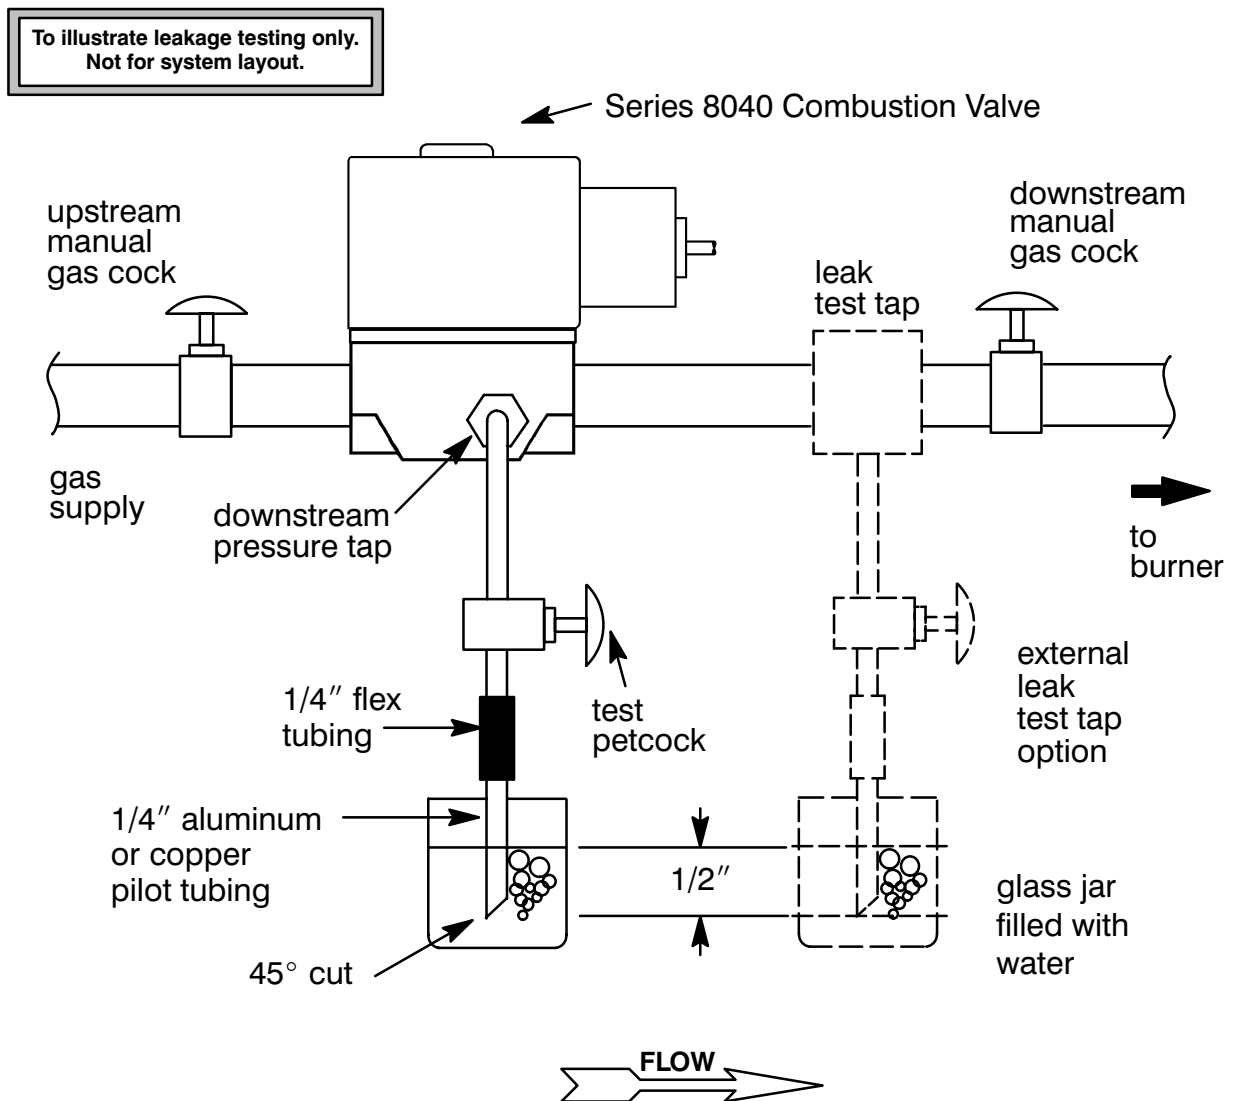 To illustrate leakage testing only.
Not for system layout.
Series 8040 Combustion Valve
upstream
manual
gas cock
downstream
manual
gas cock
leak
test tap
gas
supply
downstream
pressure tap
to
burner
1/4″ flex
tubing
test
petcock
external
leak
test tap
option
1/4″ aluminum
or copper
pilot tubing
1/2″
glass jar
filled with
water
45° cut
FLOW